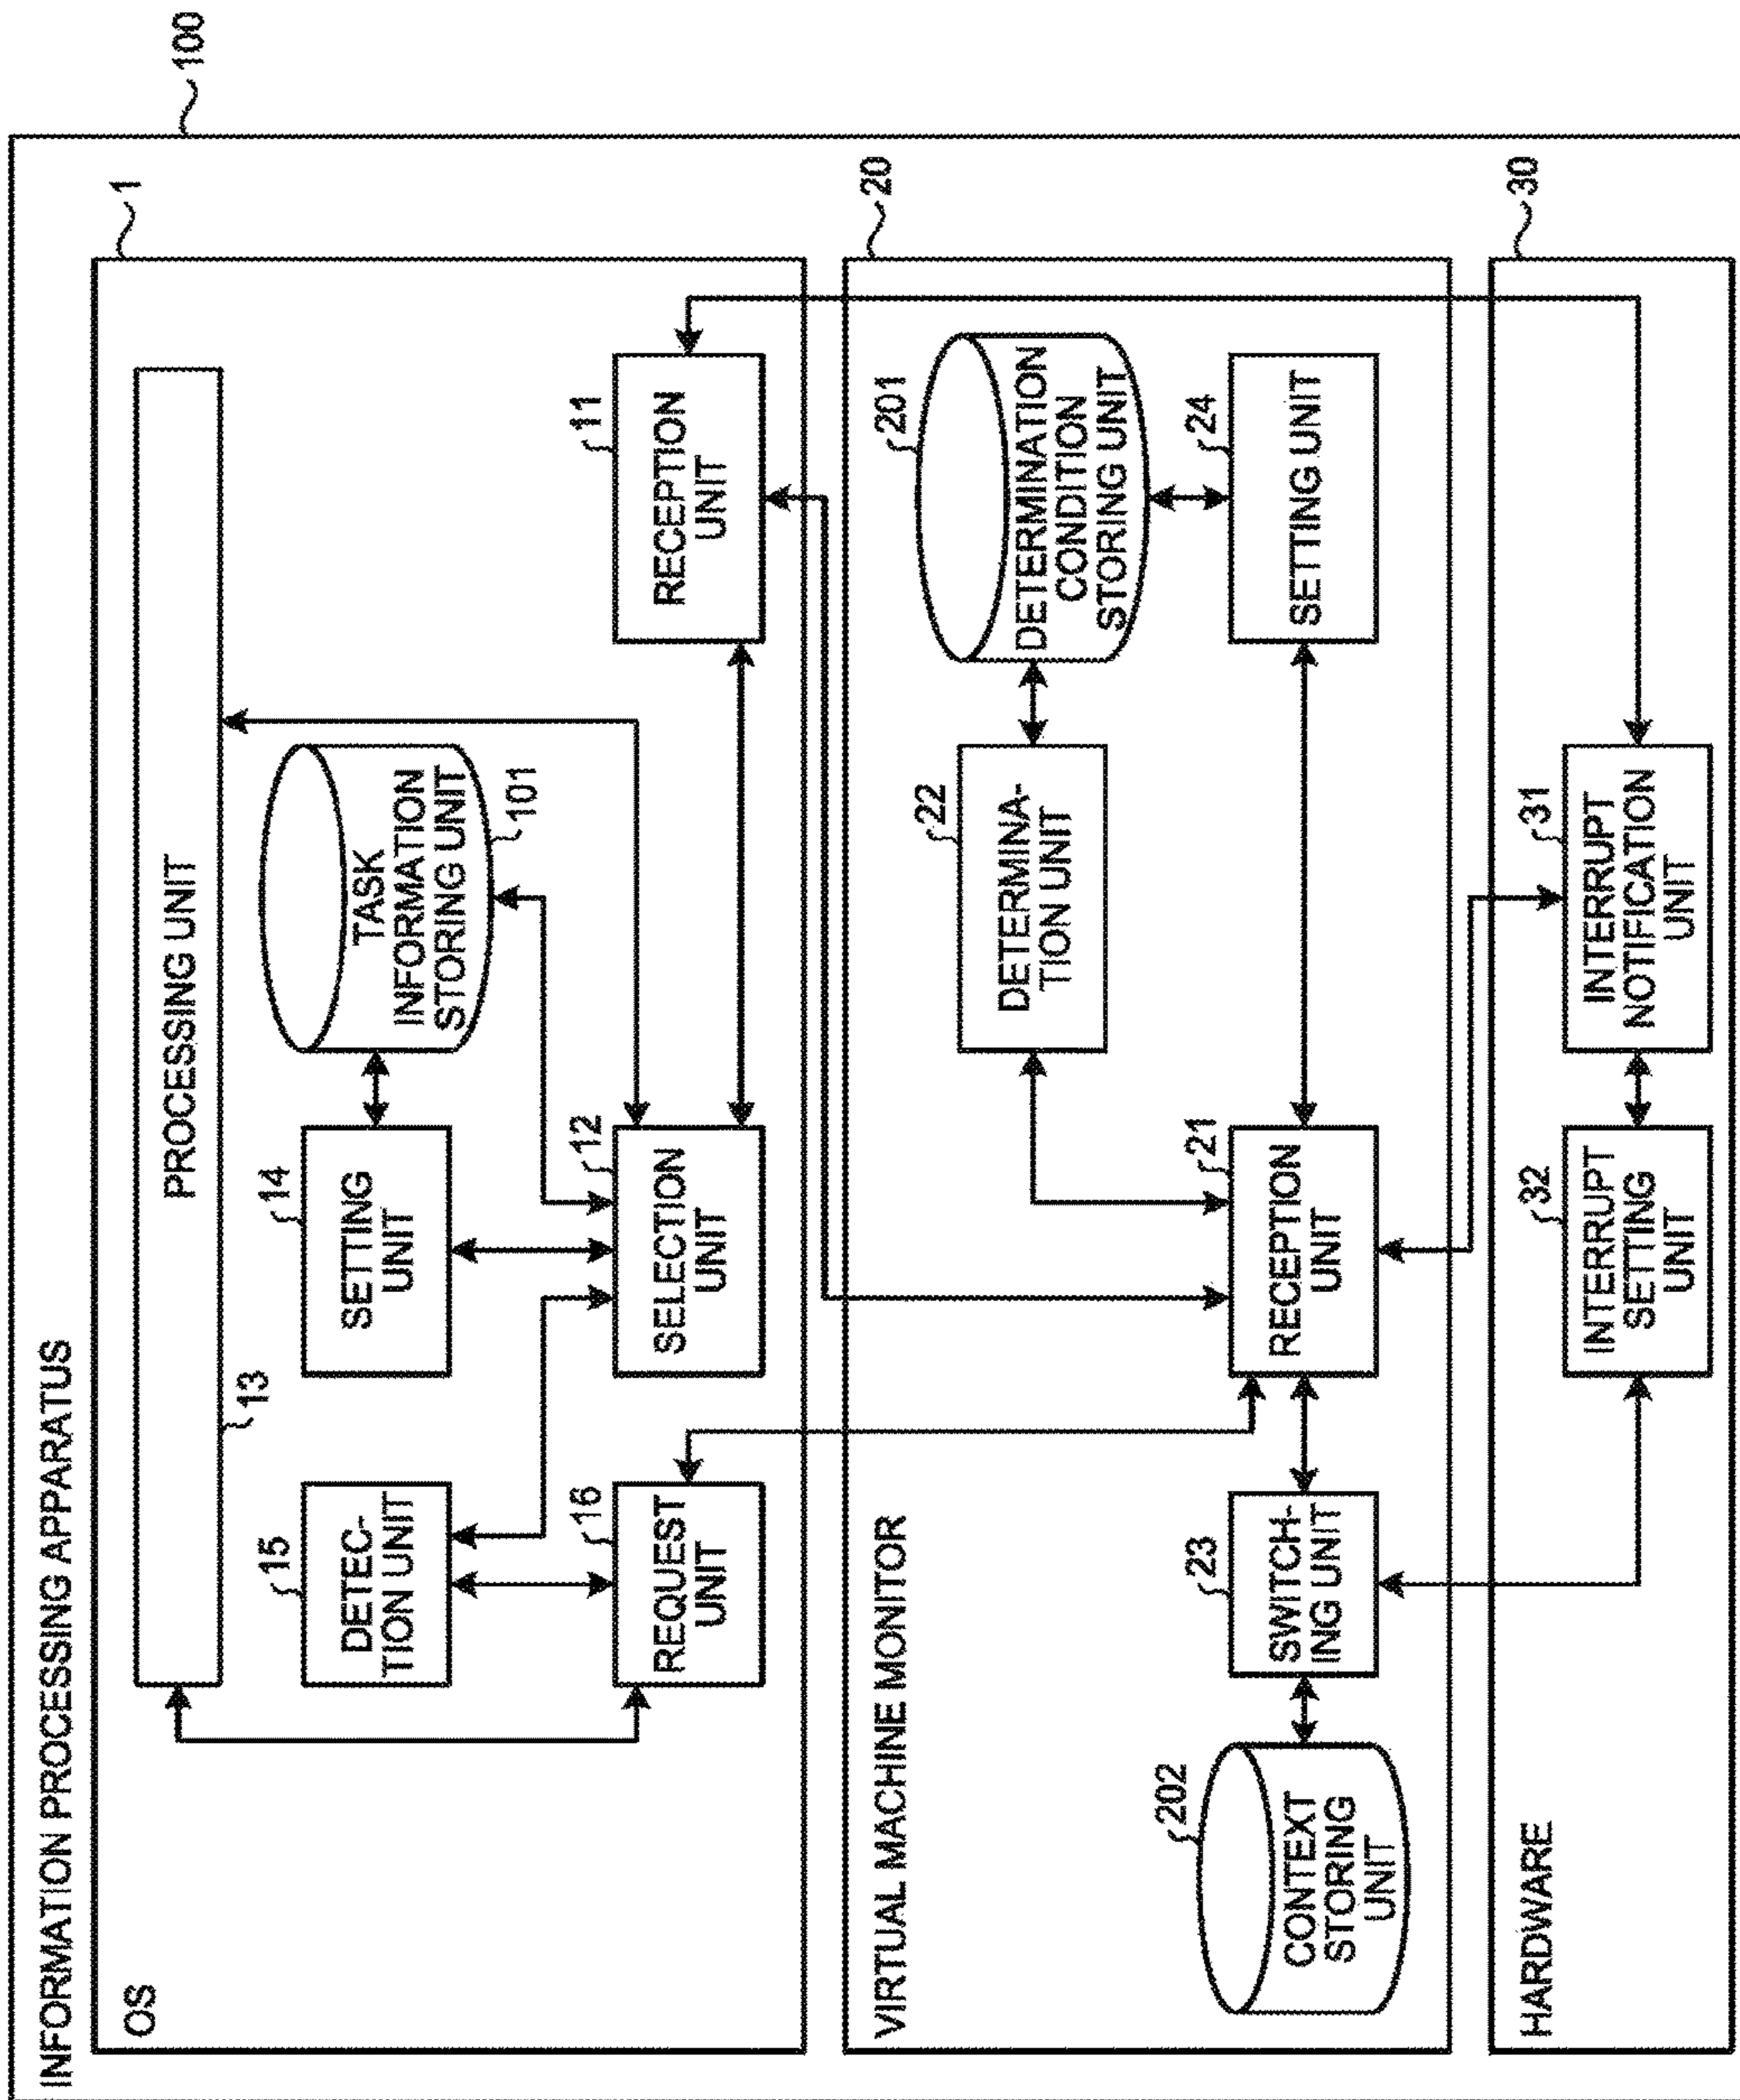 INFORMATION PROCESSING APPARATUS
100
OS
1
PROCESSING UNIT
13
15
DETEC-
TION UNIT
14
SETTING
UNIT
TASK
INFORMATION
STORING UNIT
101
16
REQUEST
UNIT
12
SELECTION
UNIT
11
RECEPTION
UNIT
VIRTUAL MACHINE MONITOR
20
22
DETERMINA-
TION UNIT
201
DETERMINATION
CONDITION
STORING UNIT
202
CONTEXT
STORING
UNIT
23
SWITCH-
ING UNIT
21
RECEPTION
UNIT
24
SETTING UNIT
HARDWARE
30
32
INTERRUPT
SETTING
UNIT
31
INTERRUPT
NOTIFICATION
UNIT